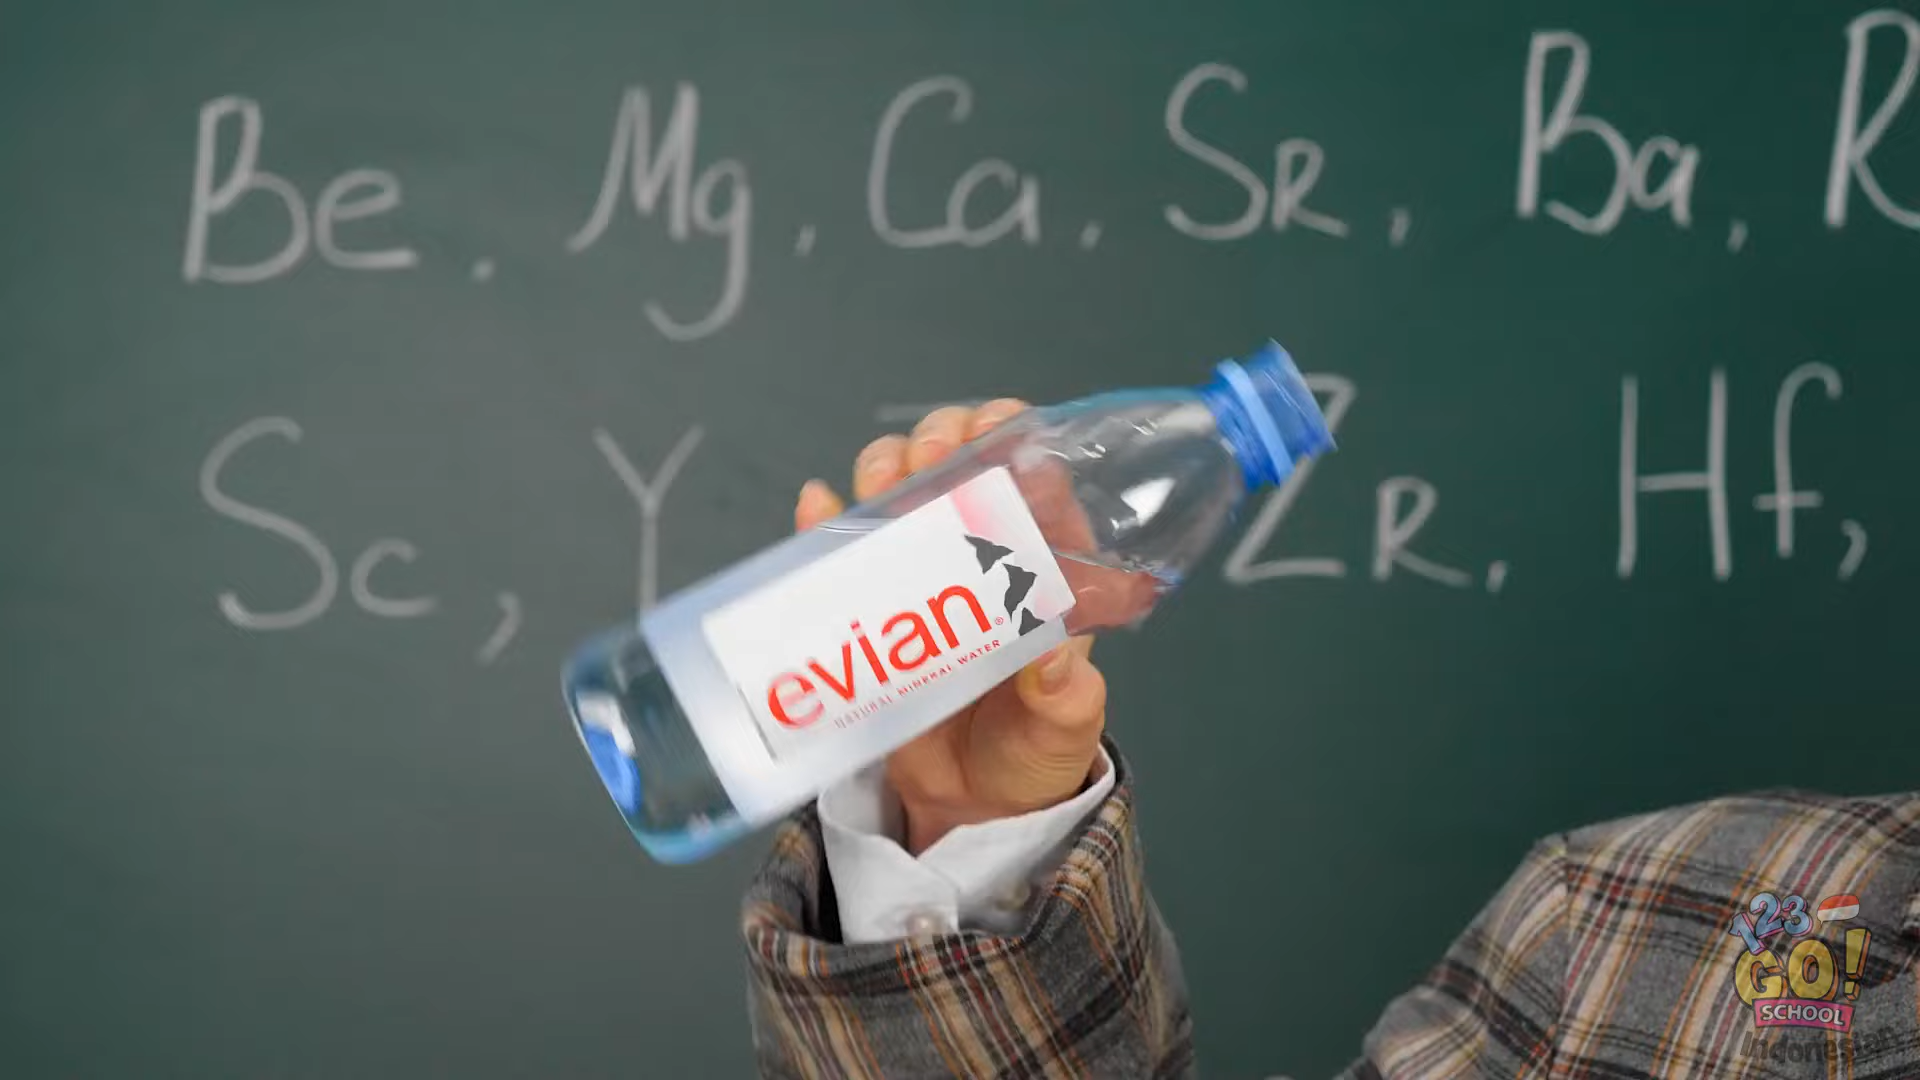 Be. Mg, Ca. SR, Ba, R
Sc, Y ZR. Hf,
evian®
NATURAL MINERAL WATER
123
GO!
SCHOOL
Indonesian